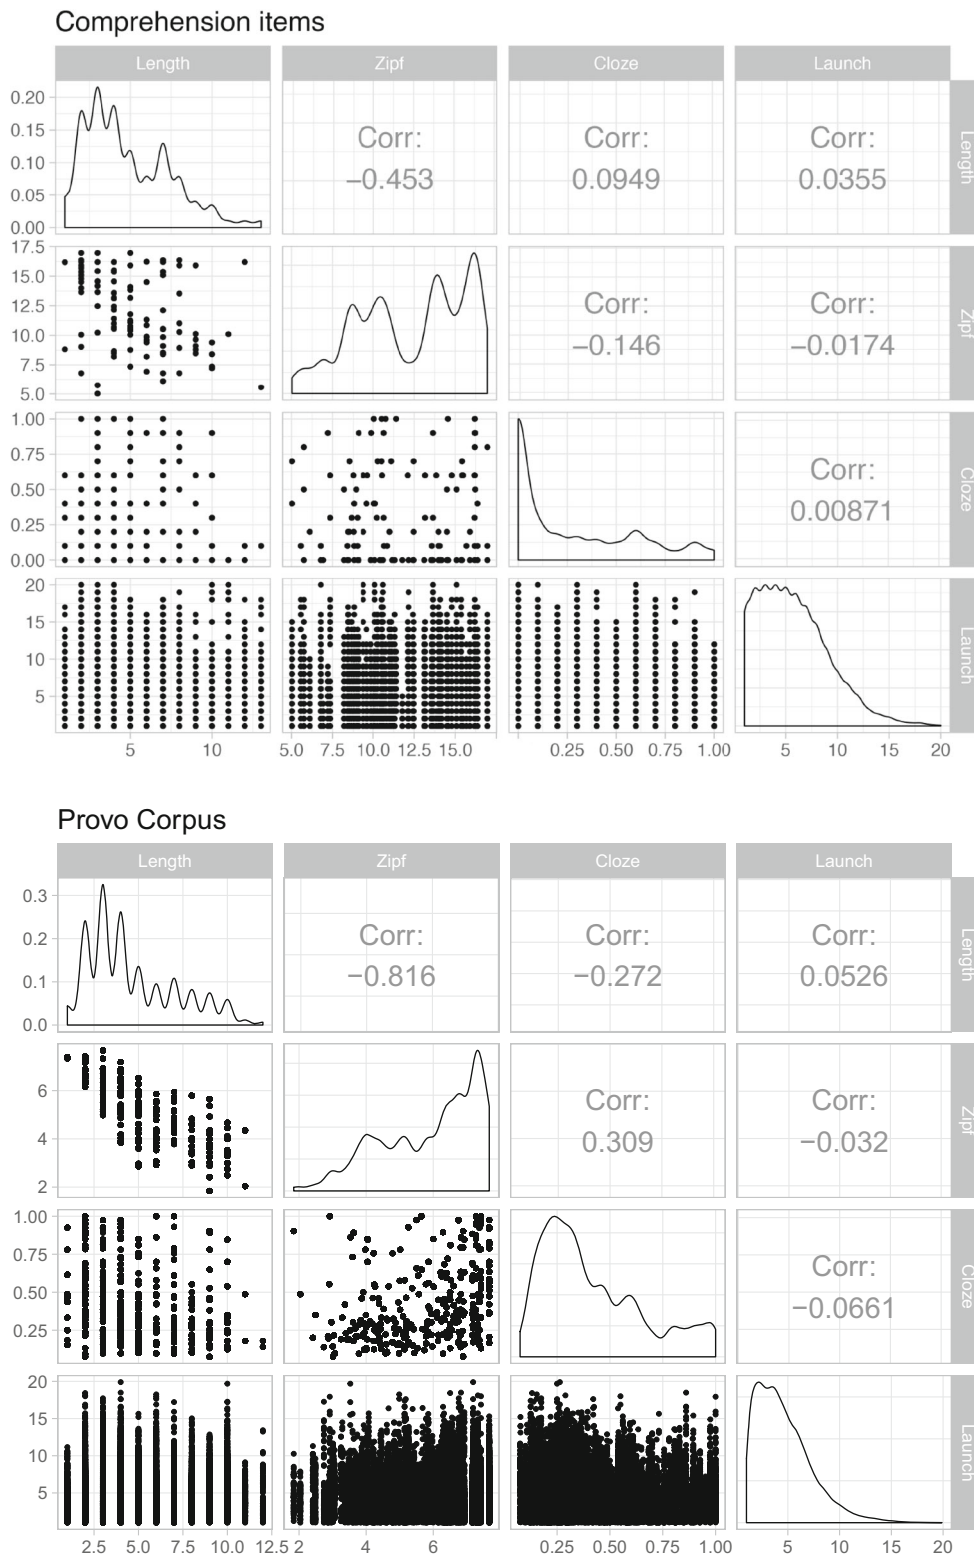 Comprehension items
Length Zipf Cloze Launch
0.20
0.15
0.10
0.05
0.00
Corr:
−0.453
Corr:
0.0949
Corr:
0.0355
Length
17.5
15.0
12.5
10.0
7.5
5.0
Corr:
−0.146
Corr:
−0.0174
Zipf
1.00
0.75
0.50
0.25
0.00
Corr:
0.00871
Cloze
20
15
10
5
Launch
5 10
5.0 7.5 10.0 12.5 15.0
0.25 0.50 0.75 1.00
5 10 15 20
Provo Corpus
Length Zipf Cloze Launch
0.3
0.2
0.1
0.0
Corr:
−0.816
Corr:
−0.272
Corr:
0.0526
Length
6
4
2
Corr:
0.309
Corr:
−0.032
Zipf
1.00
0.75
0.50
0.25
Corr:
−0.0661
Cloze
20
15
10
5
Launch
2.5 5.0 7.5 10.0 12.5
2 4 6
0.25 0.50 0.75 1.00
5 10 15 20